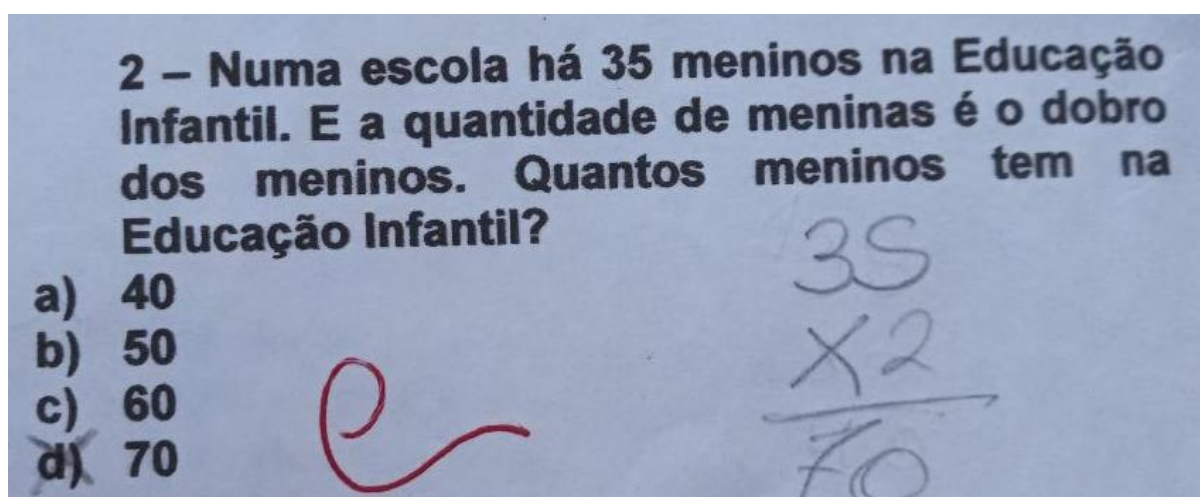 2 – Numa escola há 35 meninos na Educação
Infantil. E a quantidade de meninas é o dobro
dos meninos. Quantos meninos tem na
Educação Infantil?
a) 40
b) 50
c) 60
d) 70
e
35
X2
70